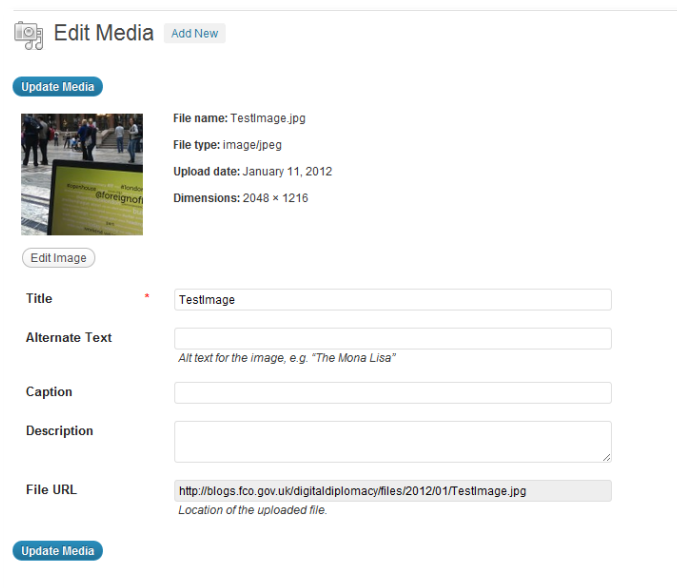 Edit Media Add New
Update Media
File name: TestImage.jpg
File type: image/jpeg
Upload date: January 11, 2012
Dimensions: 2048 × 1216
#london
@foreignoff
Edit Image
Title * TestImage
Alternate Text
Alt text for the image, e.g. “The Mona Lisa”
Caption
Description
File URL http://blogs.fco.gov.uk/digitaldiplomacy/files/2012/01/TestImage.jpg
Location of the uploaded file.
Update Media